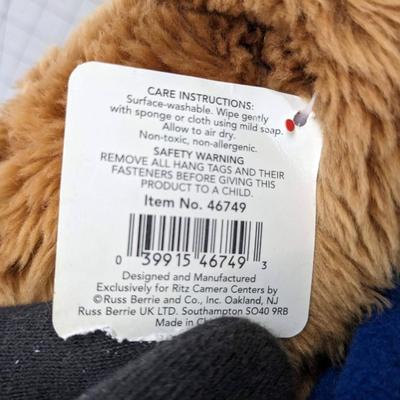 CARE INSTRUCTIONS:
Surface-washable. Wipe gently
with sponge or cloth using mild soap.
Allow to air dry.
Non-toxic, non-allergenic.
SAFETY WARNING
REMOVE ALL HANG TAGS AND THEIR
FASTENERS BEFORE GIVING THIS
PRODUCT TO A CHILD.
Item No. 46749
0 39915 46749 3
Designed and Manufactured
Exclusively for Ritz Camera Centers by
©Russ Berrie and Co., Inc. Oakland, NJ
Russ Berrie UK LTD. Southampton SO40 9RB
Made in